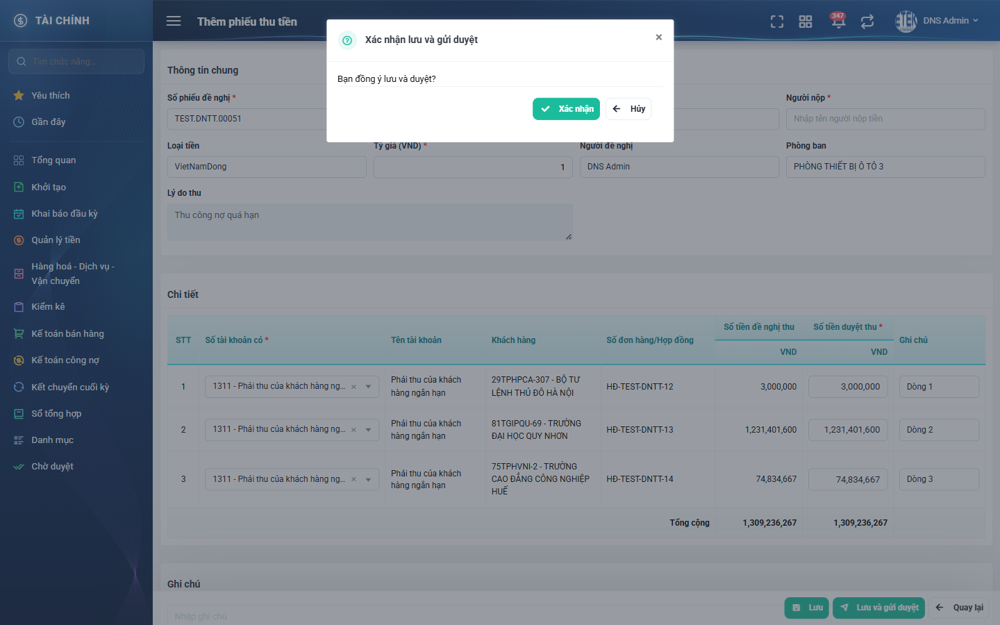 TÀI CHÍNH
Thêm phiếu thu tiền
347
DNS Admin
Tìm chức năng...
Yêu thích
Gần đây
Tổng quan
Khởi tạo
Khai báo đầu kỳ
Quản lý tiền
Hàng hoá - Dịch vụ -
Vận chuyển
Kiểm kê
Kế toán bán hàng
Kế toán công nợ
Kết chuyển cuối kỳ
Sổ tổng hợp
Danh mục
Chờ duyệt
Xác nhận lưu và gửi duyệt
×
Bạn đồng ý lưu và duyệt?
Xác nhận
Hủy
Thông tin chung
Số phiếu đề nghị *
TEST.DNTT.00051
Người nộp *
Nhập tên người nộp tiền
Loại tiền
VietNamDong
Tỷ giá (VND) *
1
Người đề nghị
DNS Admin
Phòng ban
PHÒNG THIẾT BỊ Ô TÔ 3
Lý do thu
Thu công nợ quá hạn
Chi tiết
STT Số tài khoản có * Tên tài khoản Khách hàng Số đơn hàng/Hợp đồng Số tiền đề nghị thu Số tiền duyệt thu * Ghi chú
VND VND
1 1311 - Phải thu của khách hàng ng... × Phải thu của khách hàng ngắn hạn 29TPHPCA-307 - BỘ TƯ LỆNH THỦ ĐÔ HÀ NỘI HĐ-TEST-DNTT-12 3,000,000 3,000,000 Dòng 1
2 1311 - Phải thu của khách hàng ng... × Phải thu của khách hàng ngắn hạn 81TGIPQU-69 - TRƯỜNG ĐẠI HỌC QUY NHƠN HĐ-TEST-DNTT-13 1,231,401,600 1,231,401,600 Dòng 2
3 1311 - Phải thu của khách hàng ng... × Phải thu của khách hàng ngắn hạn 75TPHVNI-2 - TRƯỜNG CAO ĐẲNG CÔNG NGHIỆP HUẾ HĐ-TEST-DNTT-14 74,834,667 74,834,667 Dòng 3
Tổng cộng 1,309,236,267 1,309,236,267
Ghi chú
Nhập ghi chú
Lưu
Lưu và gửi duyệt
Quay lại